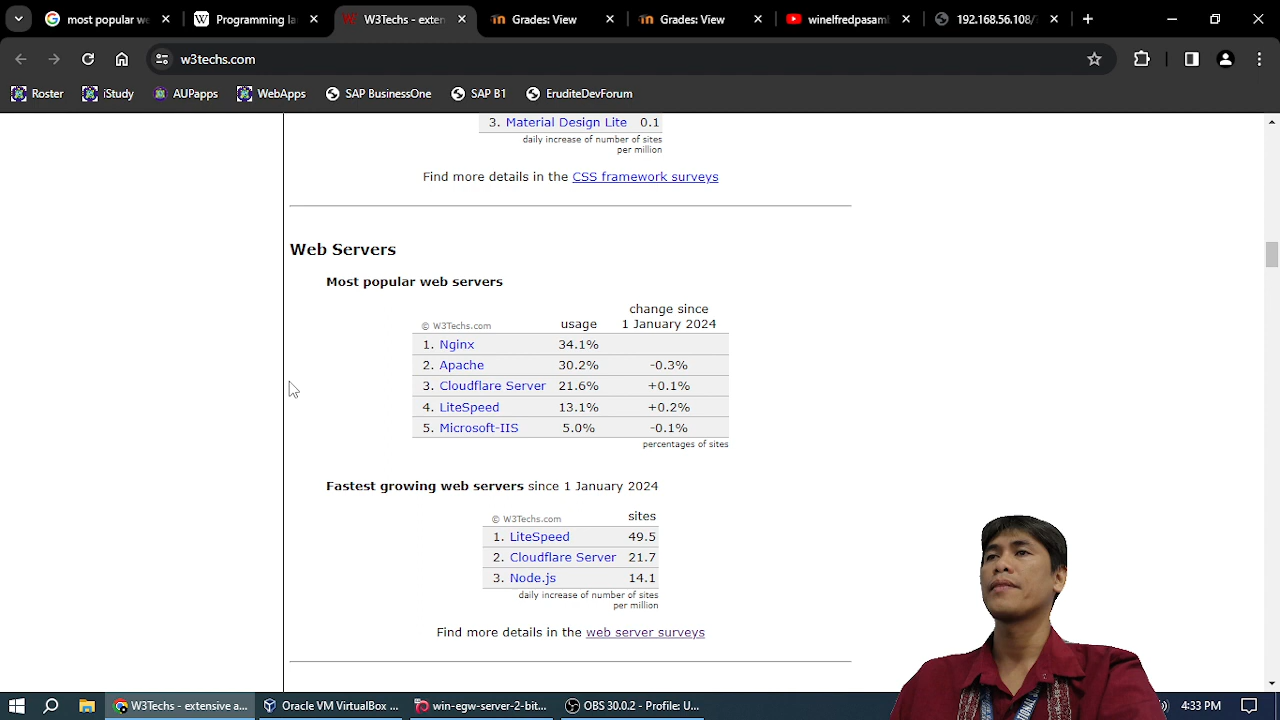 most popular we
Programming la
W3Techs - exten
Grades: View
Grades: View
winelfredpasam
192.168.56.108/
w3techs.com
Roster
iStudy
AUPapps
WebApps
SAP BusinessOne
SAP B1
EruditeDevForum
3. Material Design Lite 0.1
daily increase of number of sites
per million
Find more details in the CSS framework surveys
Web Servers
Most popular web servers
change since
© W3Techs.com usage 1 January 2024
1. Nginx 34.1%
2. Apache 30.2% -0.3%
3. Cloudflare Server 21.6% +0.1%
4. LiteSpeed 13.1% +0.2%
5. Microsoft-IIS 5.0% -0.1%
percentages of sites
Fastest growing web servers since 1 January 2024
© W3Techs.com sites
1. LiteSpeed 49.5
2. Cloudflare Server 21.7
3. Node.js 14.1
daily increase of number of sites
per million
Find more details in the web server surveys
W3Techs - extensive a...
Oracle VM VirtualBox ...
win-egw-server-2-bit...
OBS 30.0.2 - Profile: U...
4:33 PM